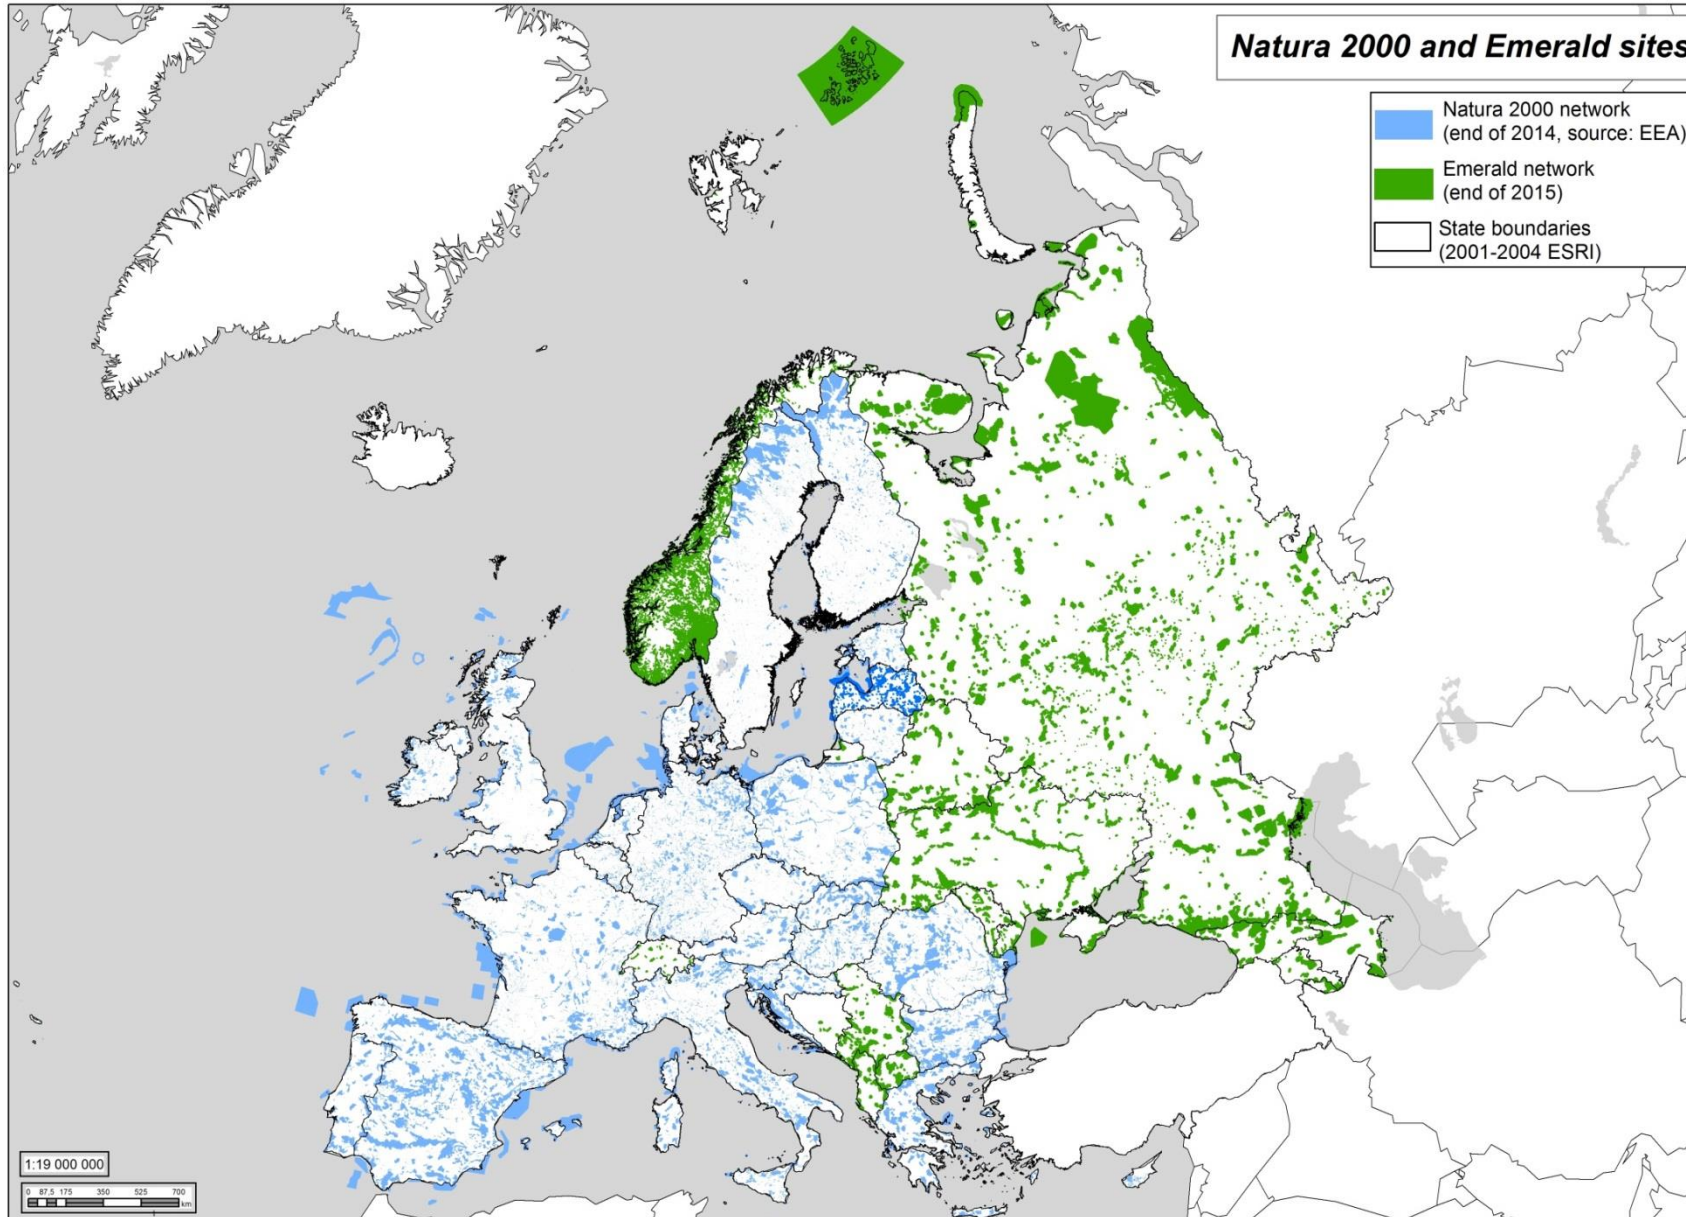 Natura 2000 and Emerald sites
Natura 2000 network
(end of 2014, source: EEA)
Emerald network
(end of 2015)
State boundaries
(2001-2004 ESRI)
1:19 000 000
0 87,5 175 350 525 700
km